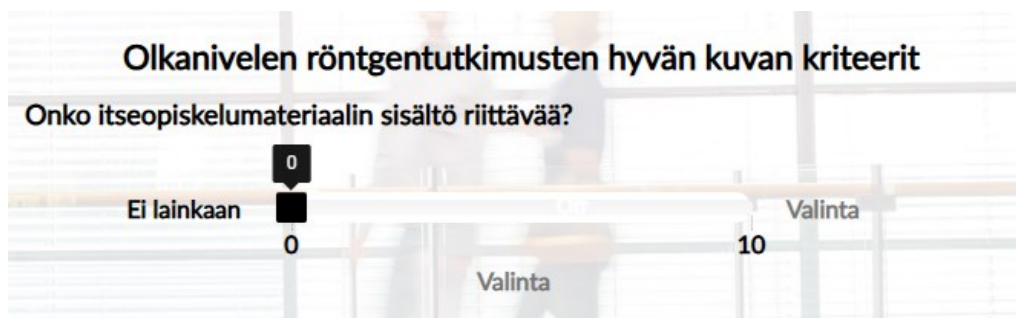 Olkanivelen röntgentutkimusten hyvän kuvan kriteerit
Onko itseopiskelumateriaalin sisältö riittävää?
0
Ei lainkaan
Valinta
0
10
Valinta